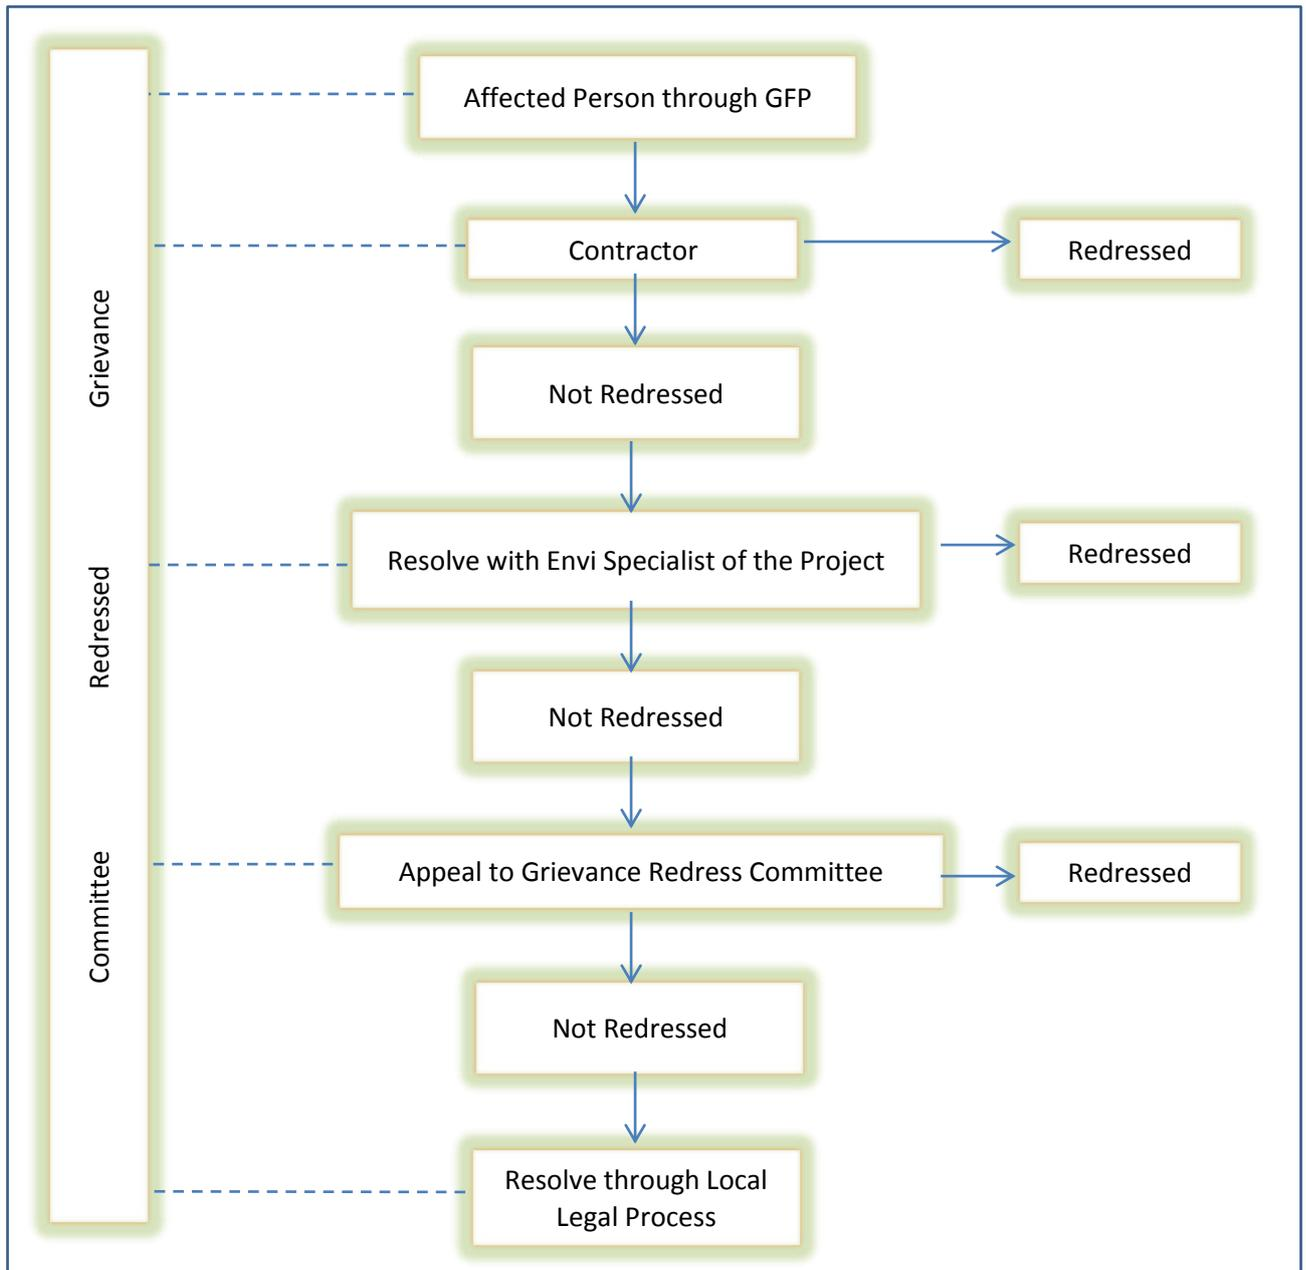 Affected Person through GFP
Contractor
Redressed
Not Redressed
Resolve with Envi Specialist of the Project
Redressed
Not Redressed
Appeal to Grievance Redress Committee
Redressed
Not Redressed
Resolve through Local
Legal Process
Committee Redressed Grievance